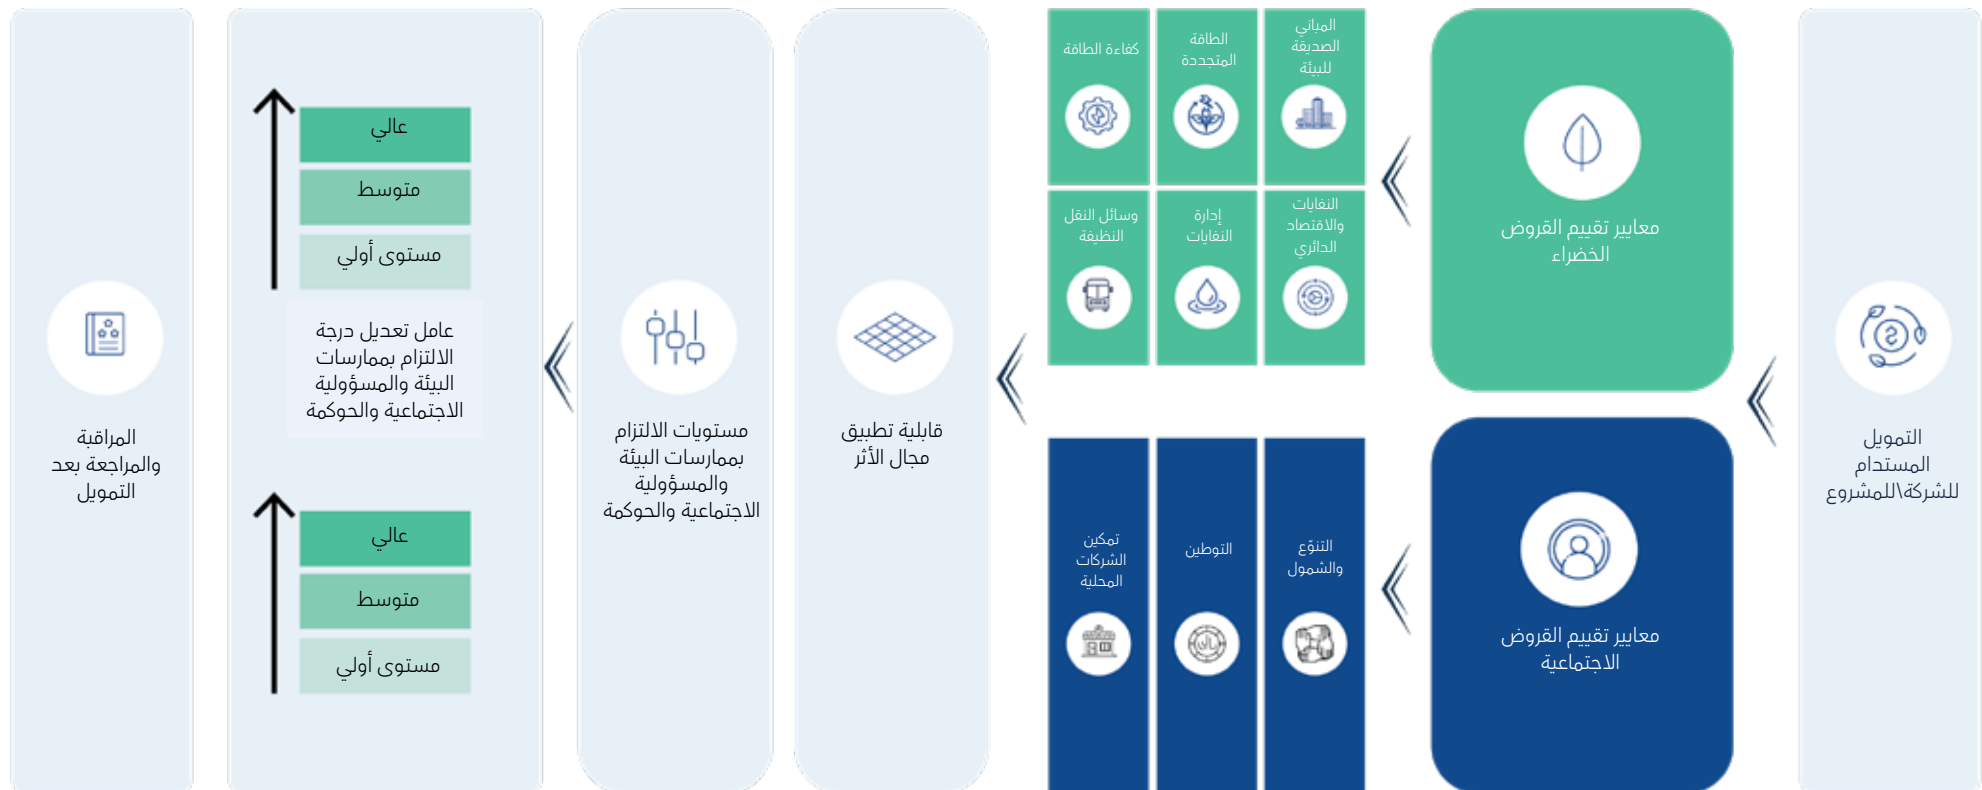 التمويل
المستدام
للشركة\للمشروع
معايير تقييم القروض
الخضراء
المباني
الصديقة
للبيئة
الطاقة
المتجددة
كفاءة الطاقة
النفايات
والاقتصاد
الدائري
إدارة
النفايات
وسائل النقل
النظيفة
معايير تقييم القروض
الاجتماعية
التنوّع
والشمول
التوطين
تمكين
الشركات
المحلية
قابلية تطبيق
مجال الأثر
مستويات الالتزام
بممارسات البيئة
والمسؤولية
الاجتماعية والحوكمة
عالي
متوسط
مستوى أولي
عامل تعديل درجة
الالتزام بممارسات
البيئة والمسؤولية
الاجتماعية والحوكمة
عالي
متوسط
مستوى أولي
المراقبة
والمراجعة بعد
التمويل